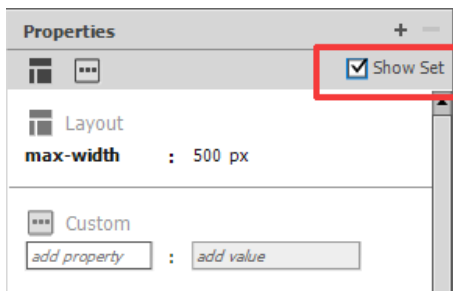 Properties
Show Set
Layout
max-width : 500 px
Custom
add property : add value